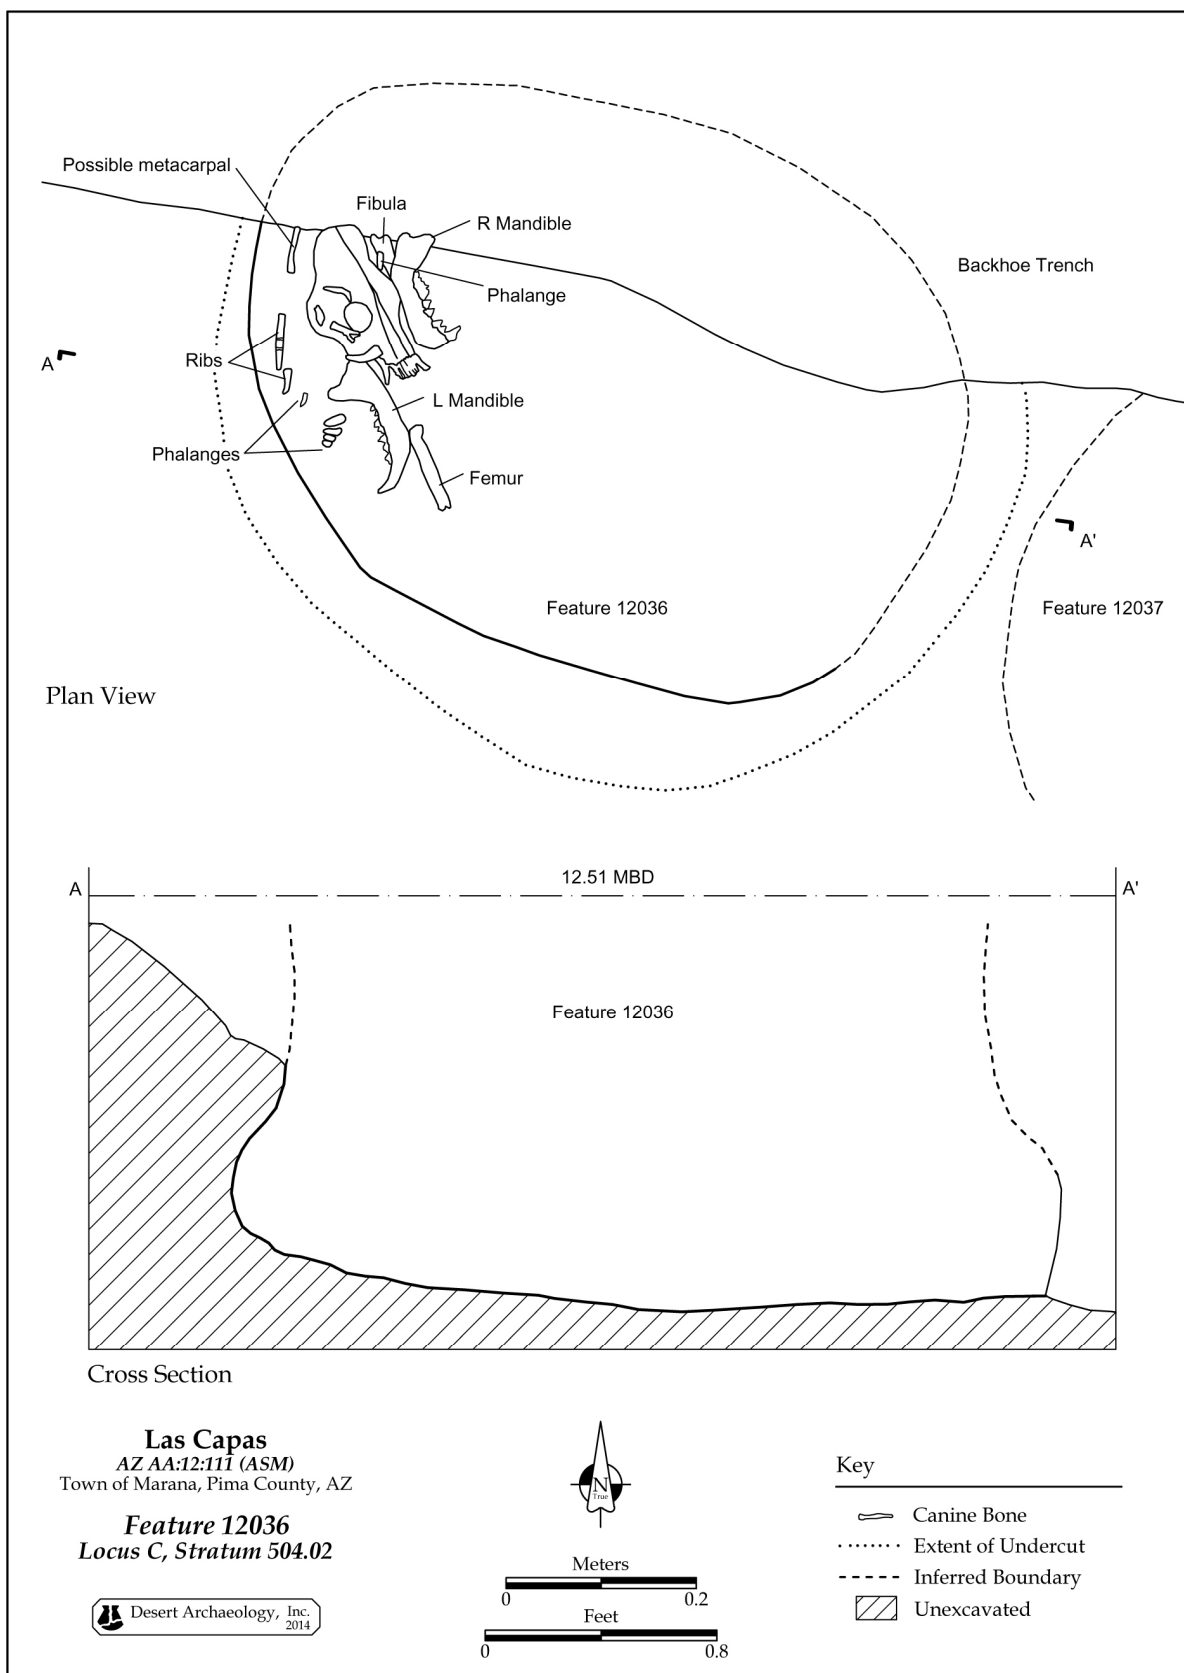 Possible metacarpal
Fibula
R Mandible
Backhoe Trench
Phalange
A
Ribs
L Mandible
Phalanges
Femur
A'
Feature 12036
Feature 12037
Plan View
12.51 MBD
A
A'
Feature 12036
Cross Section
Las Capas
AZ AA:12:111 (ASM)
Town of Marana, Pima County, AZ
Feature 12036
Locus C, Stratum 504.02
Desert Archaeology, Inc.
2014
N
True
Meters
0 0.2
Feet
0 0.8
Key
Canine Bone
Extent of Undercut
Inferred Boundary
Unexcavated